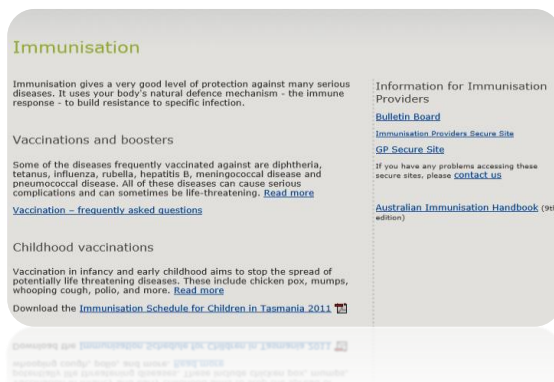 Immunisation
Immunisation gives a very good level of protection against many serious
diseases. It uses your body's natural defence mechanism - the immune
response - to build resistance to specific infection.
Vaccinations and boosters
Some of the diseases frequently vaccinated against are diphtheria,
tetanus, influenza, rubella, hepatitis B, meningococcal disease and
pneumococcal disease. All of these diseases can cause serious
complications and can sometimes be life-threatening. Read more
Vaccination – frequently asked questions
Childhood vaccinations
Vaccination in infancy and early childhood aims to stop the spread of
potentially life threatening diseases. These include chicken pox, mumps,
whooping cough, polio, and more. Read more
Download the Immunisation Schedule for Children in Tasmania 2011
Information for Immunisation
Providers
Bulletin Board
Immunisation Providers Secure Site
GP Secure Site
If you have any problems accessing these
secure sites, please contact us
Australian Immunisation Handbook (9th
edition)